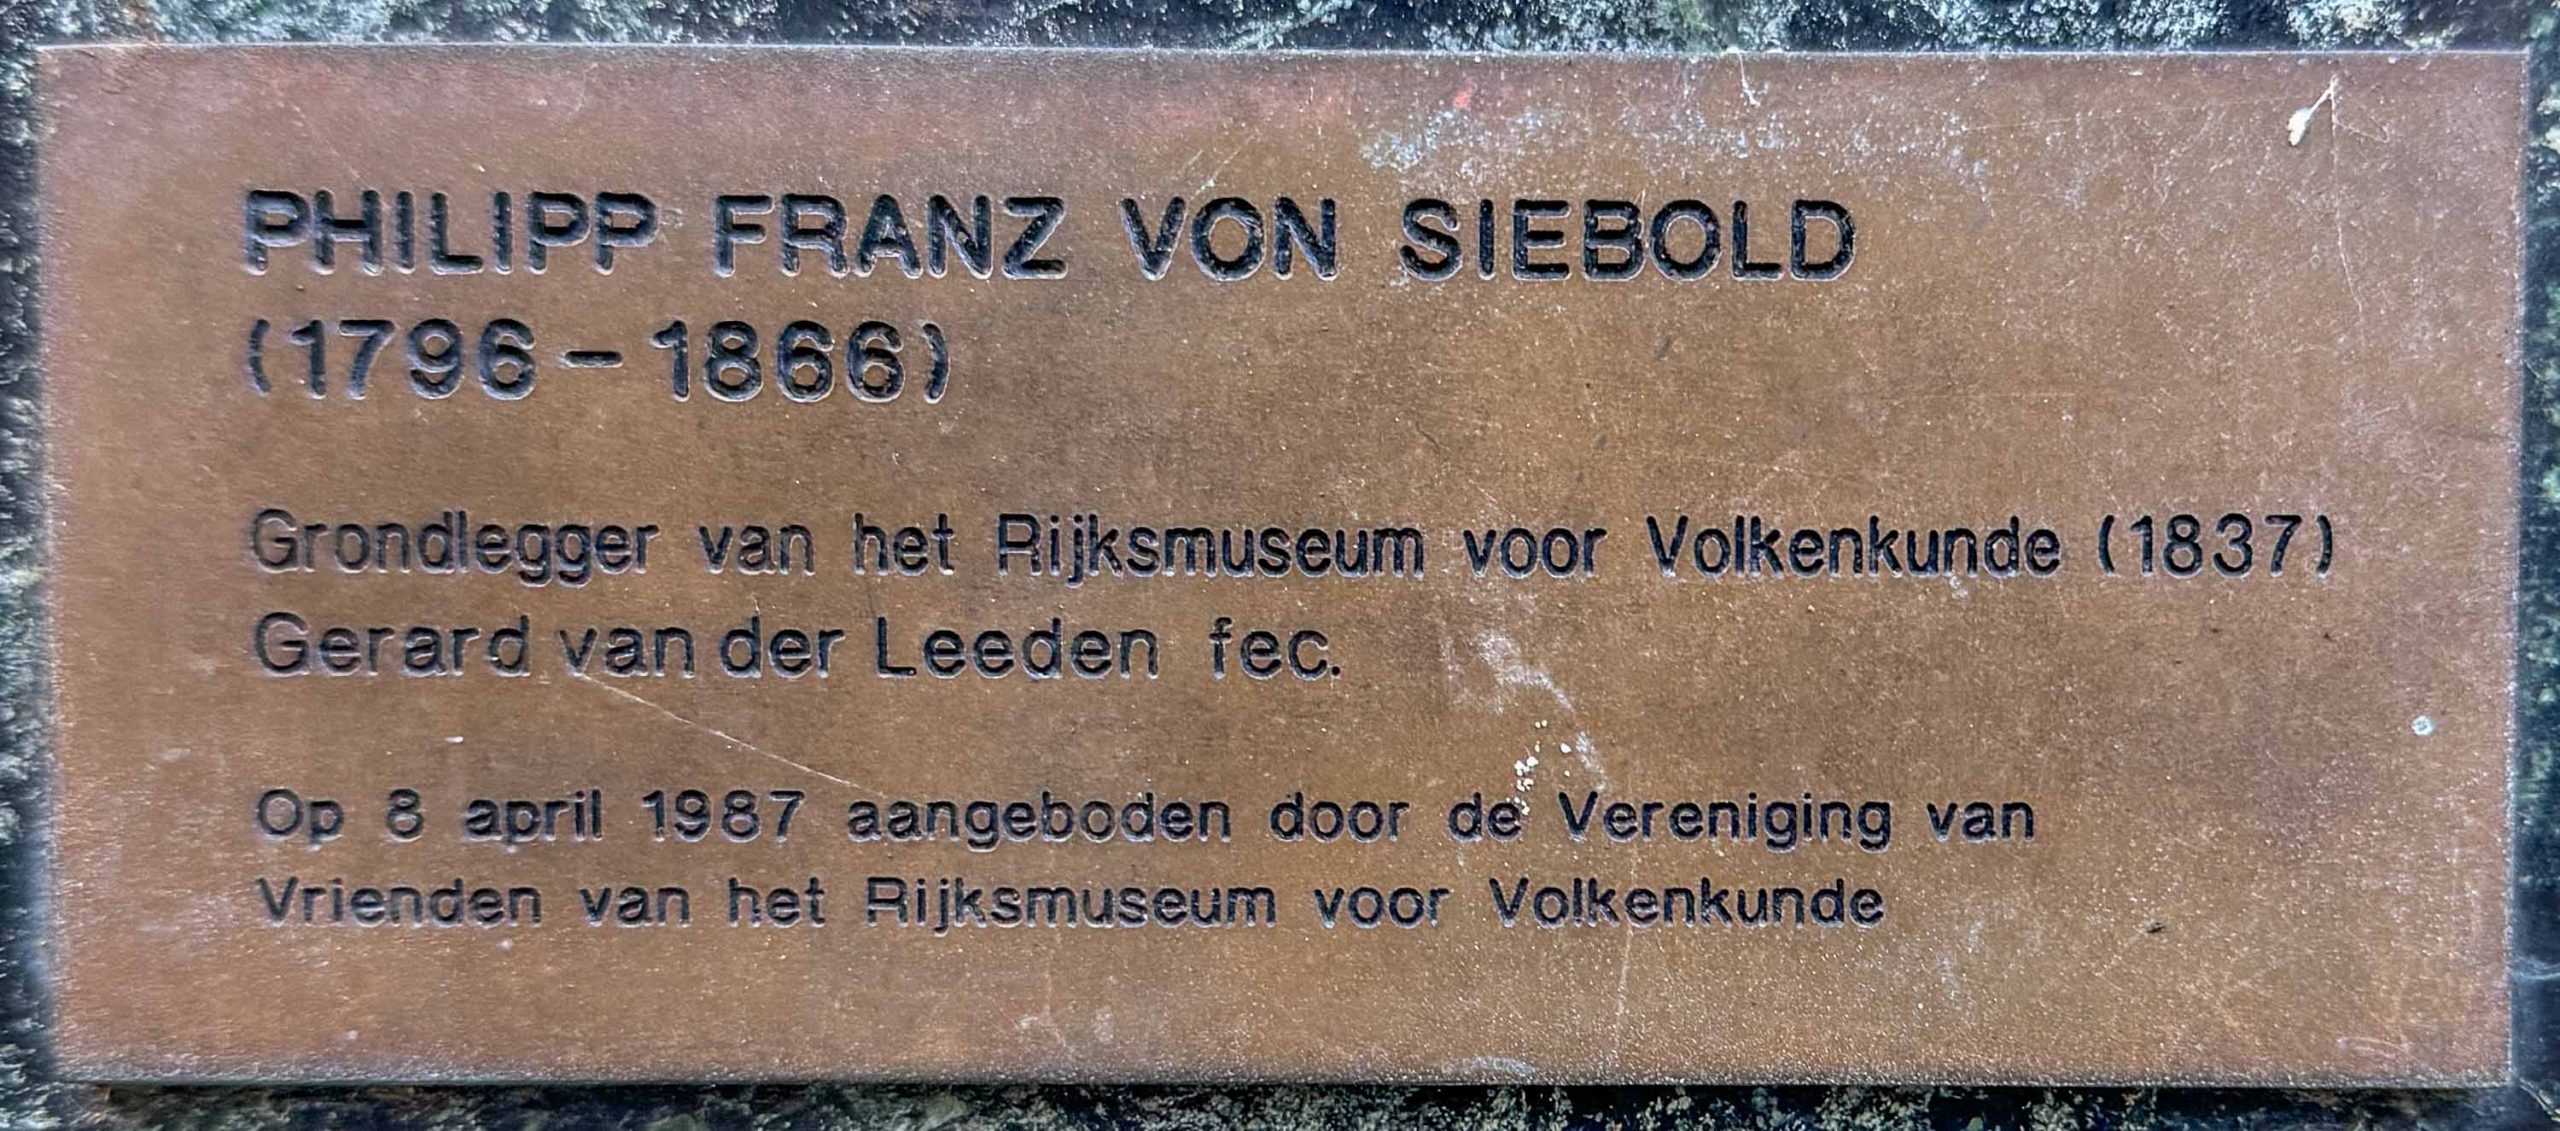 PHILIPP FRANZ VON SIEBOLD
(1796 – 1866)
Grondlegger van het Rijksmuseum voor Volkenkunde (1837)
Gerard van der Leeden fec.
Op 8 april 1987 aangeboden door de Vereniging van
Vrienden van het Rijksmuseum voor Volkenkunde